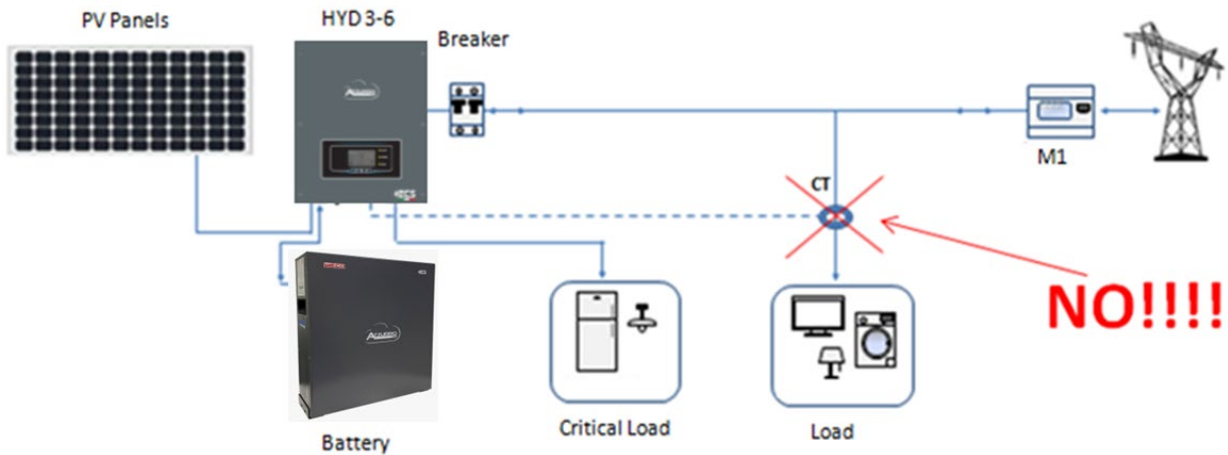 PV Panels
HYD 3-6
Breaker
M1
CT
NO!!!!
Battery
Critical Load
Load